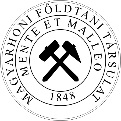 MAGYARHONI FÖLDTANI TÁRSULAT
MENTE ET MALLEO
1848